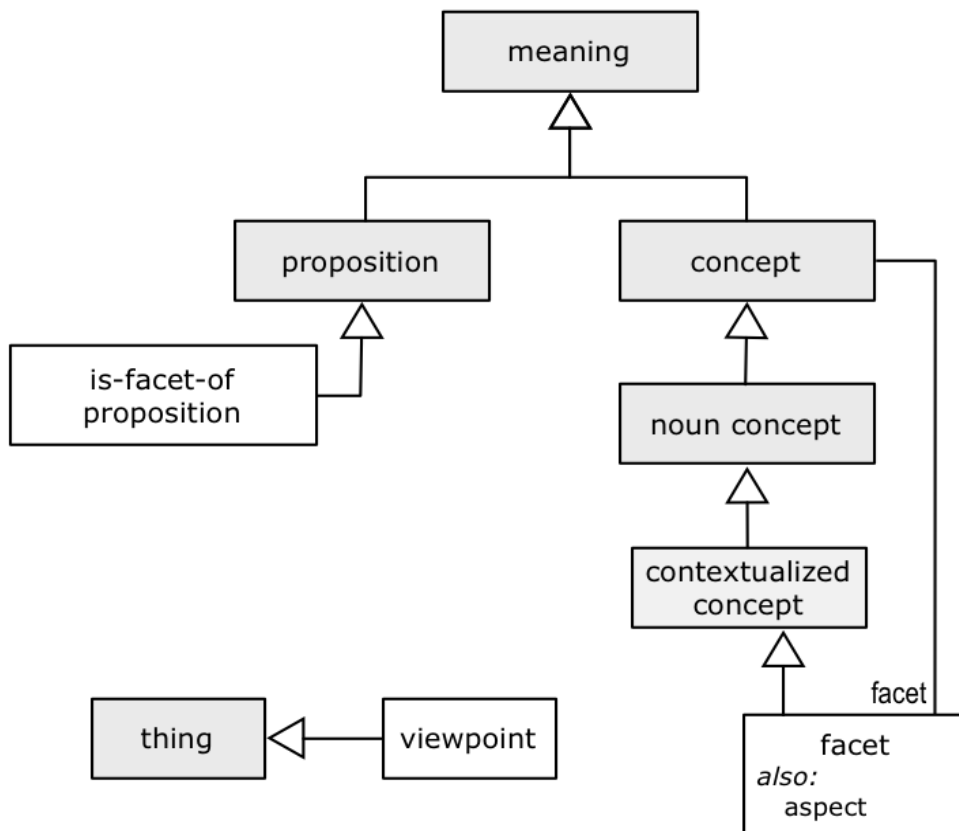 meaning
proposition
concept
is-facet-of
proposition
noun concept
contextualized
concept
facet
thing
viewpoint
facet
also:
aspect